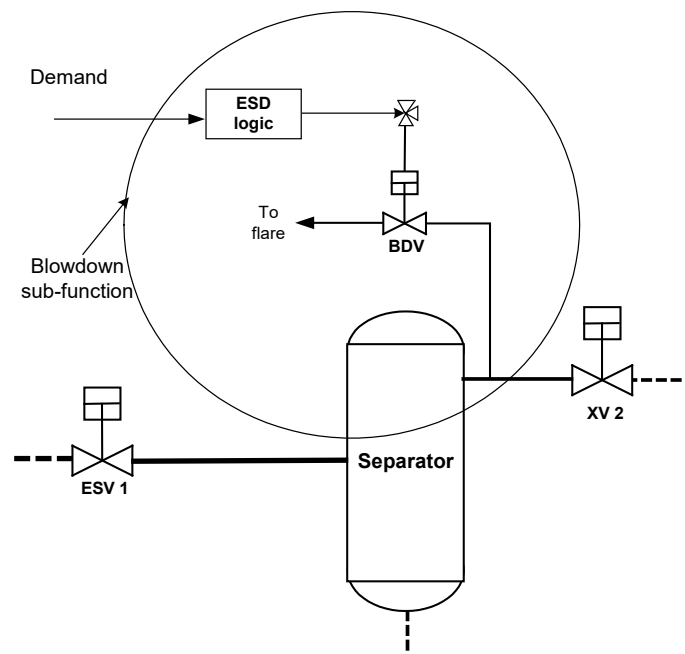 Demand
ESD
logic
To
flare
BDV
Blowdown
sub-function
XV 2
Separator
ESV 1